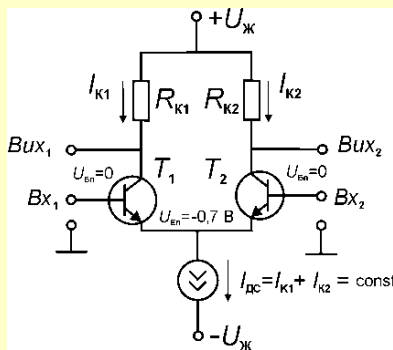 +Uж
Iк1
Rк1
Rк2
Iк2
Вих1
T1
T2
Вих2
Uбп=0
Uбп=0
Вх1
Uеп=-0,7 В
Вх2
Iдс=Iк1+ Iк2 = const
-Uж